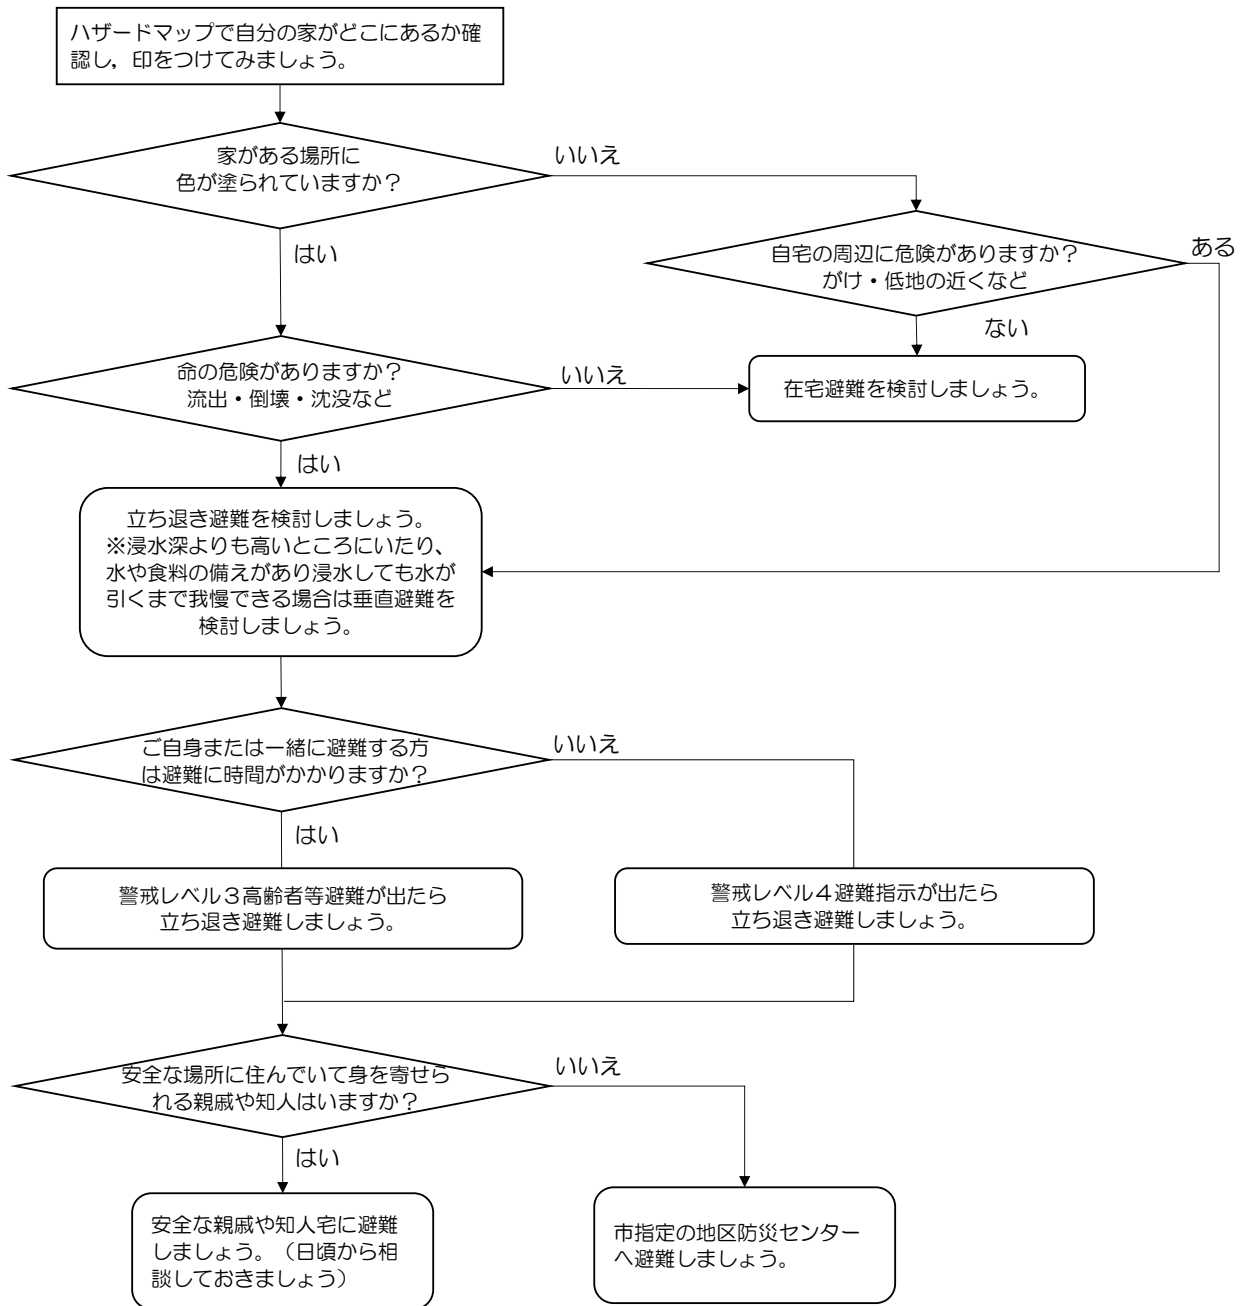 ハザードマップで自分の家がどこにあるか確
認し，印をつけてみましょう。
家がある場所に
色が塗られていますか？
いいえ
はい
自宅の周辺に危険がありますか？
がけ・低地の近くなど
ある
ない
命の危険がありますか？
流出・倒壊・沈没など
いいえ
在宅避難を検討しましょう。
はい
立ち退き避難を検討しましょう。
※浸水深よりも高いところにいたり、
水や食料の備えがあり浸水しても水が
引くまで我慢できる場合は垂直避難を
検討しましょう。
ご自身または一緒に避難する方
は避難に時間がかかりますか？
いいえ
はい
警戒レベル３高齢者等避難が出たら
立ち退き避難しましょう。
警戒レベル４避難指示が出たら
立ち退き避難しましょう。
安全な場所に住んでいて身を寄せら
れる親戚や知人はいますか？
いいえ
はい
安全な親戚や知人宅に避難
しましょう。（日頃から相
談しておきましょう）
市指定の地区防災センター
へ避難しましょう。